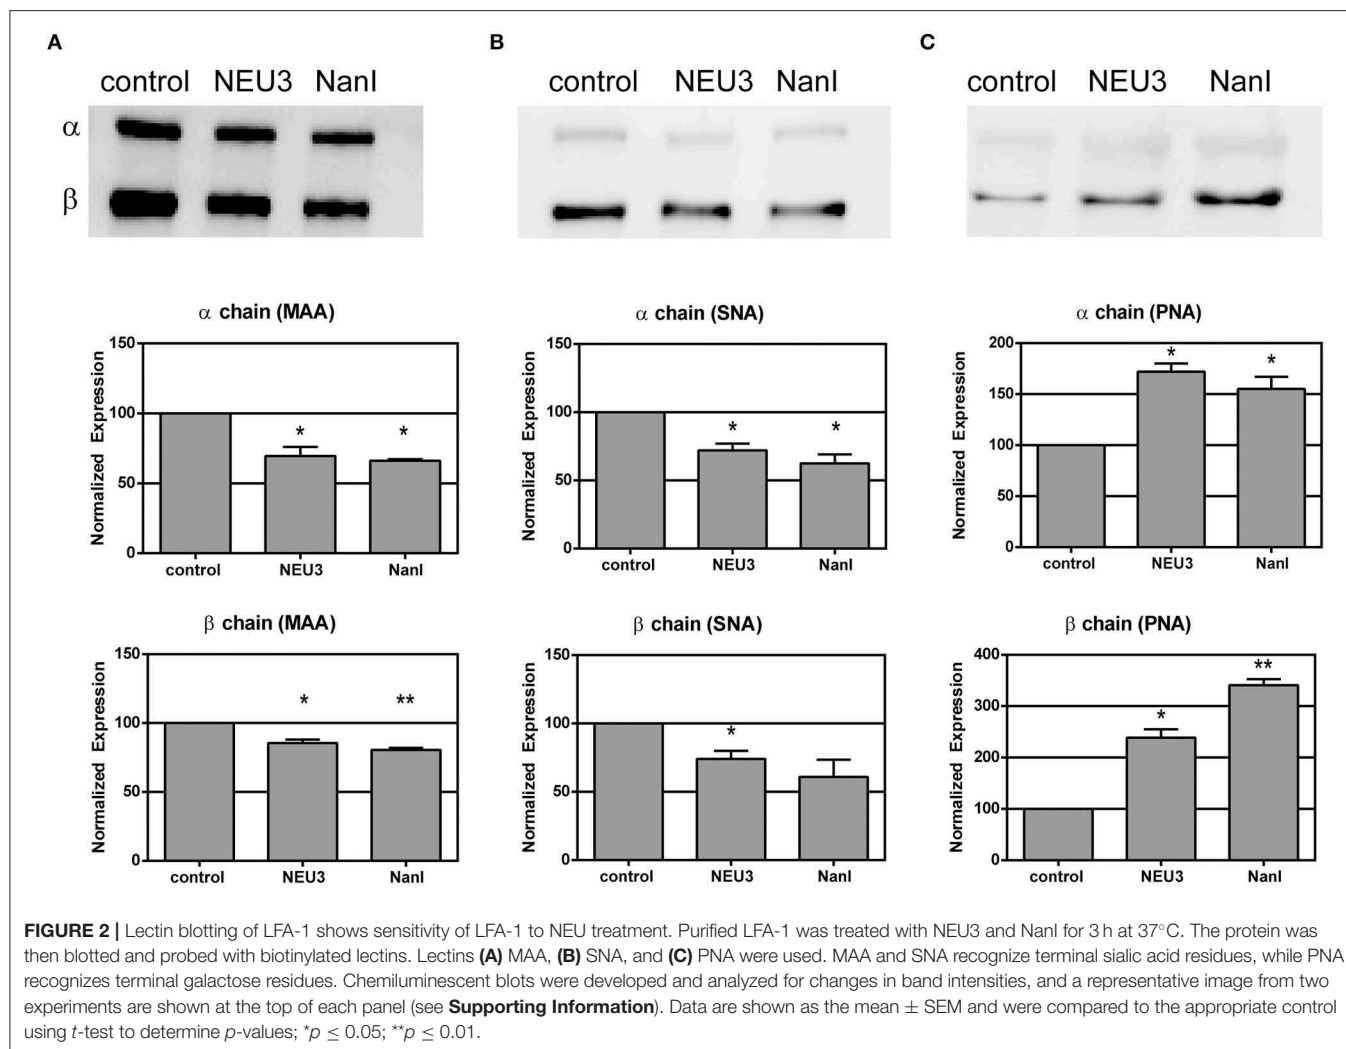 A
B
C
control NEU3 NanI
control NEU3 NanI
control NEU3 NanI
α
β
α chain (MAA)
Normalized Expression
150
100
50
0
* *
control NEU3 NanI
α chain (SNA)
Normalized Expression
150
100
50
0
* *
control NEU3 NanI
α chain (PNA)
Normalized Expression
200
150
100
50
0
* *
control NEU3 NanI
β chain (MAA)
Normalized Expression
150
100
50
0
* **
control NEU3 NanI
β chain (SNA)
Normalized Expression
150
100
50
0
*
control NEU3 NanI
β chain (PNA)
Normalized Expression
400
300
200
100
0
* **
control NEU3 NanI
FIGURE 2 | Lectin blotting of LFA-1 shows sensitivity of LFA-1 to NEU treatment. Purified LFA-1 was treated with NEU3 and NanI for 3 h at 37°C. The protein was
then blotted and probed with biotinylated lectins. Lectins (A) MAA, (B) SNA, and (C) PNA were used. MAA and SNA recognize terminal sialic acid residues, while PNA
recognizes terminal galactose residues. Chemiluminescent blots were developed and analyzed for changes in band intensities, and a representative image from two
experiments are shown at the top of each panel (see Supporting Information). Data are shown as the mean ± SEM and were compared to the appropriate control
using t-test to determine p-values; *p ≤ 0.05; **p ≤ 0.01.